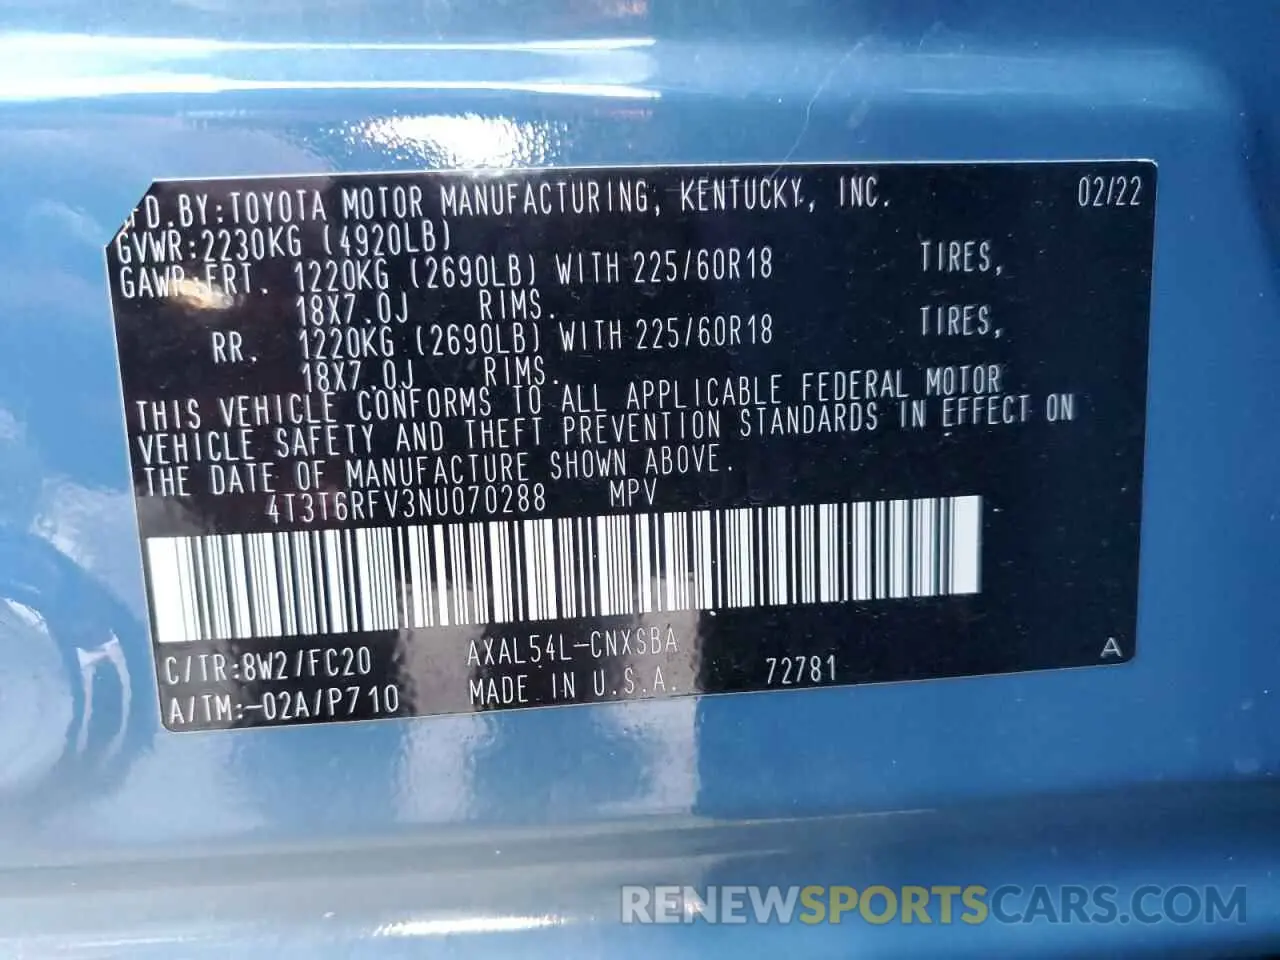 MFD.BY:TOYOTA MOTOR MANUFACTURING, KENTUCKY, INC. 02/22
GVWR:2230KG (4920LB)
GAWR:FRT. 1220KG (2690LB) WITH 225/60R18 TIRES,
18X7.0J RIMS.
RR. 1220KG (2690LB) WITH 225/60R18 TIRES,
18X7.0J RIMS.
THIS VEHICLE CONFORMS TO ALL APPLICABLE FEDERAL MOTOR
VEHICLE SAFETY AND THEFT PREVENTION STANDARDS IN EFFECT ON
THE DATE OF MANUFACTURE SHOWN ABOVE.
4T3T6RFV3NU070288 MPV
C/TR:8W2/FC20 AXAL54L-CNXSBA
A/TM:-02A/P710 MADE IN U.S.A. 72781 A
RENEWSPORTSCARS.COM